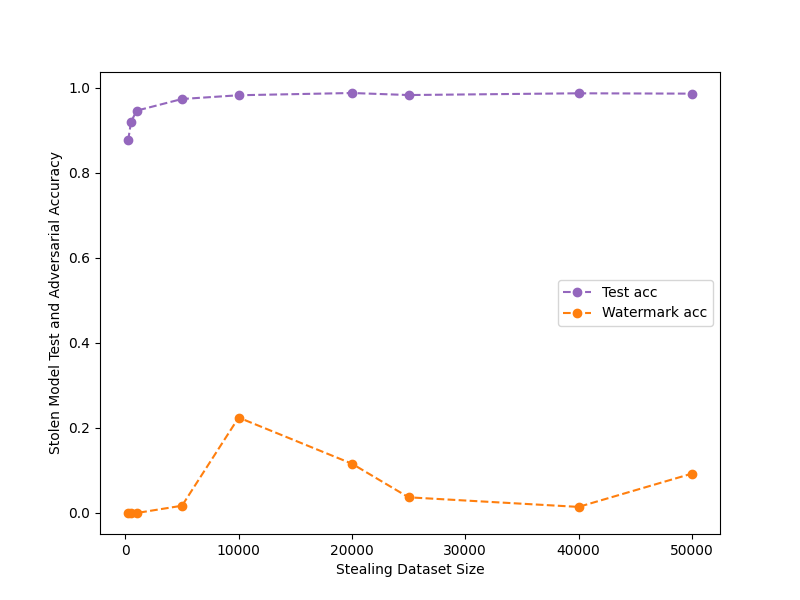 1.0
0.8
0.6
0.4
0.2
0.0
Stolen Model Test and Adversarial Accuracy
Test acc
Watermark acc
0 10000 20000 30000 40000 50000
Stealing Dataset Size